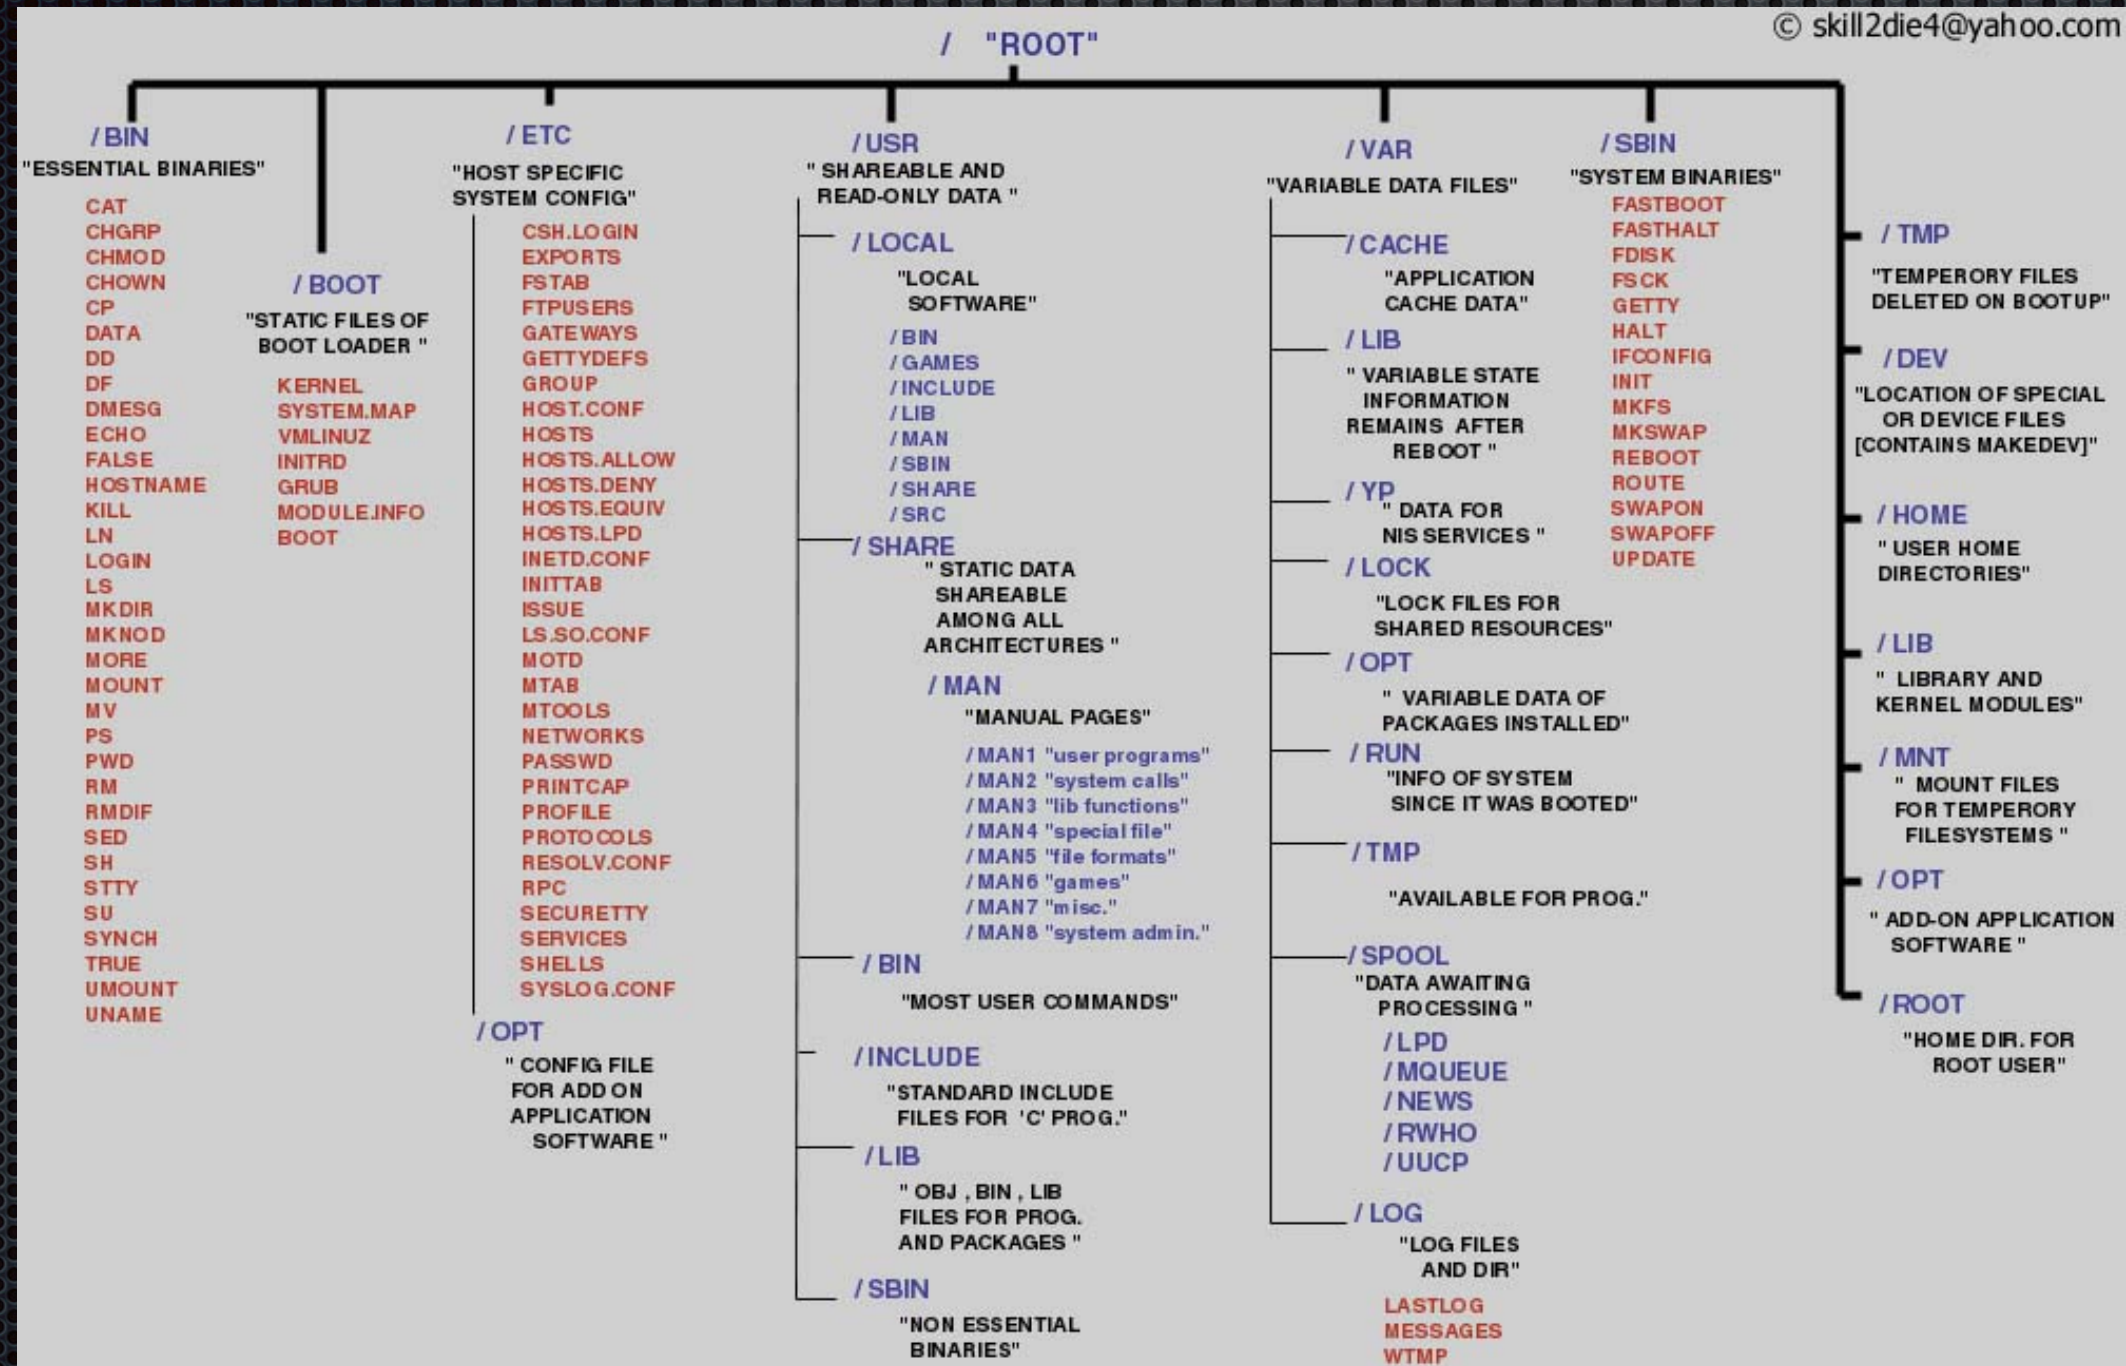 © skill2die4@yahoo.com
/ "ROOT"
/BIN
"ESSENTIAL BINARIES"
CAT
CHGRP
CHMOD
CHOWN
CP
DATA
DD
DF
DMESG
ECHO
FALSE
HOSTNAME
KILL
LN
LOGIN
LS
MKDIR
MKNOD
MORE
MOUNT
MV
PS
PWD
RM
RMDIF
SED
SH
STTY
SU
SYNCH
TRUE
UMOUNT
UNAME
/BOOT
"STATIC FILES OF
BOOT LOADER "
KERNEL
SYSTEM.MAP
VMLINUZ
INITRD
GRUB
MODULE.INFO
BOOT
/ETC
"HOST SPECIFIC
SYSTEM CONFIG"
CSH.LOGIN
EXPORTS
FSTAB
FTPUSERS
GATEWAYS
GETTYDEFS
GROUP
HOST.CONF
HOSTS
HOSTS.ALLOW
HOSTS.DENY
HOSTS.EQUIV
HOSTS.LPD
INETD.CONF
INITTAB
ISSUE
LS.SO.CONF
MOTD
MTAB
MTOOLS
NETWORKS
PASSWD
PRINTCAP
PROFILE
PROTOCOLS
RESOLV.CONF
RPC
SECURETTY
SERVICES
SHELLS
SYSLOG.CONF
/OPT
" CONFIG FILE
FOR ADD ON
APPLICATION
SOFTWARE "
/USR
" SHAREABLE AND
READ-ONLY DATA "
/LOCAL
"LOCAL
SOFTWARE"
/BIN
/GAMES
/INCLUDE
/LIB
/MAN
/SBIN
/SHARE
/SRC
/SHARE
" STATIC DATA
SHAREABLE
AMONG ALL
ARCHITECTURES "
/MAN
"MANUAL PAGES"
/MAN1 "user programs"
/MAN2 "system calls"
/MAN3 "lib functions"
/MAN4 "special file"
/MAN5 "file formats"
/MAN6 "games"
/MAN7 "misc."
/MAN8 "system admin."
/BIN
"MOST USER COMMANDS"
/INCLUDE
"STANDARD INCLUDE
FILES FOR 'C' PROG."
/LIB
" OBJ , BIN , LIB
FILES FOR PROG.
AND PACKAGES "
/SBIN
"NON ESSENTIAL
BINARIES"
/VAR
"VARIABLE DATA FILES"
/CACHE
"APPLICATION
CACHE DATA"
/LIB
" VARIABLE STATE
INFORMATION
REMAINS AFTER
REBOOT "
/YP
" DATA FOR
NIS SERVICES "
/LOCK
"LOCK FILES FOR
SHARED RESOURCES"
/OPT
" VARIABLE DATA OF
PACKAGES INSTALLED"
/RUN
"INFO OF SYSTEM
SINCE IT WAS BOOTED"
/TMP
"AVAILABLE FOR PROG."
/SPOOL
"DATA AWAITING
PROCESSING "
/LPD
/MQUEUE
/NEWS
/RWHO
/UUCP
/LOG
"LOG FILES
AND DIR"
LASTLOG
MESSAGES
WTMP
/SBIN
"SYSTEM BINARIES"
FASTBOOT
FASTHALT
FDISK
FSCK
GETTY
HALT
IFCONFIG
INIT
MKFS
MKSWAP
REBOOT
ROUTE
SWAPON
SWAPOFF
UPDATE
/TMP
"TEMPERORY FILES
DELETED ON BOOTUP"
/DEV
"LOCATION OF SPECIAL
OR DEVICE FILES
[CONTAINS MAKEDEV]"
/HOME
" USER HOME
DIRECTORIES"
/LIB
" LIBRARY AND
KERNEL MODULES"
/MNT
" MOUNT FILES
FOR TEMPERORY
FILESYSTEMS "
/OPT
" ADD-ON APPLICATION
SOFTWARE "
/ROOT
"HOME DIR. FOR
ROOT USER"